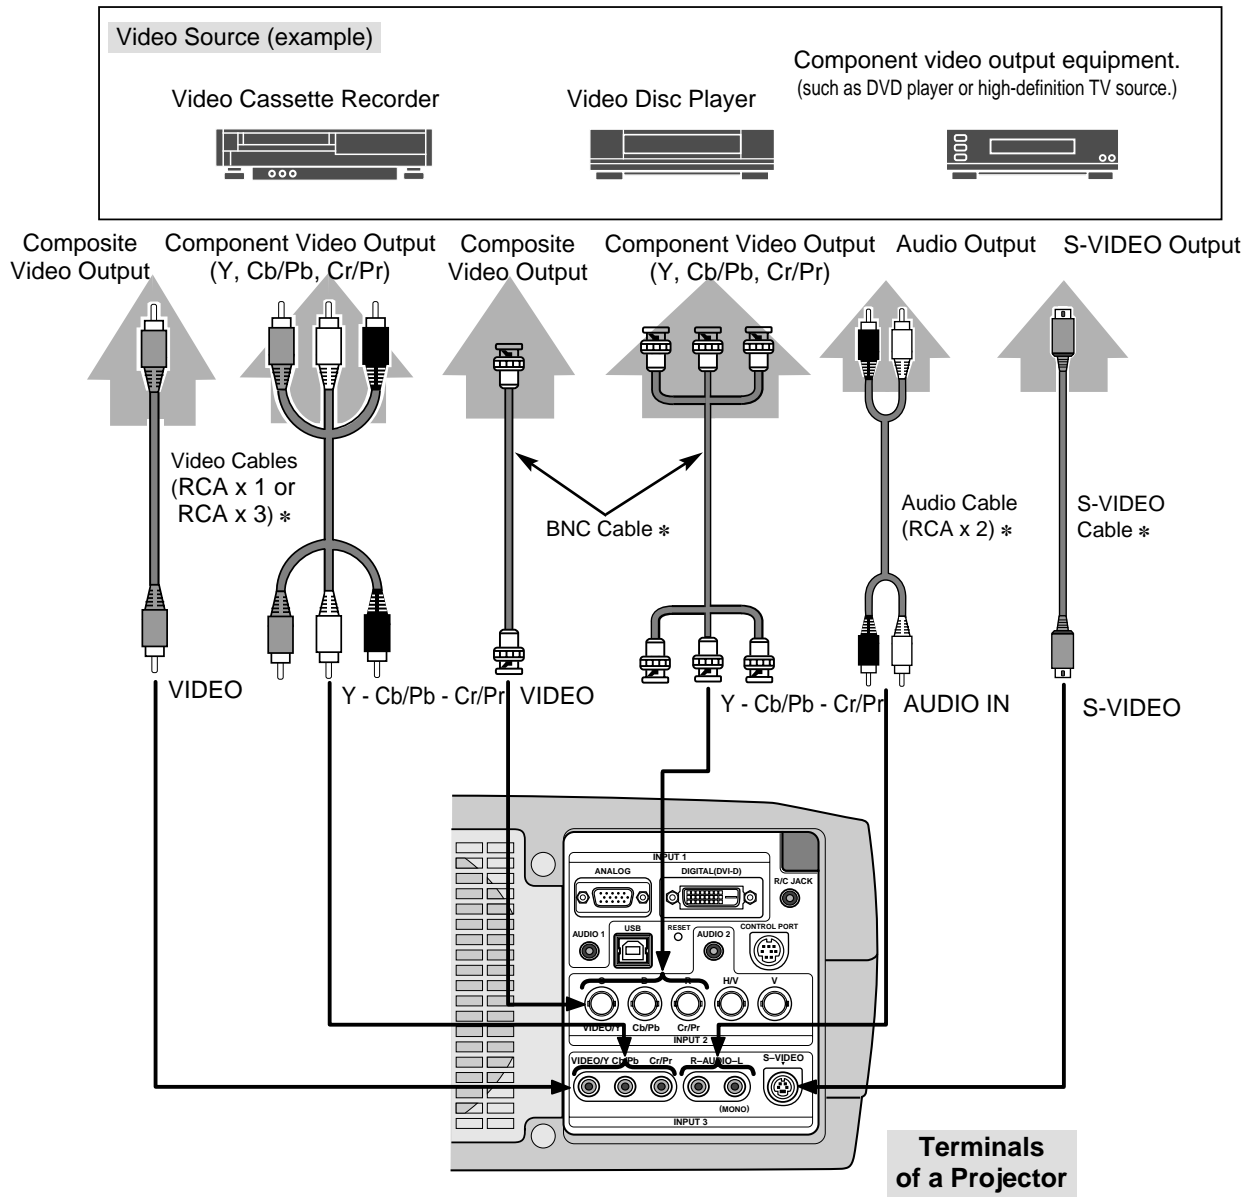 Video Source (example)
Component video output equipment.
(such as DVD player or high-definition TV source.)
Video Cassette Recorder
Video Disc Player
Composite
Video Output
Component Video Output
(Y, Cb/Pb, Cr/Pr)
Composite
Video Output
Component Video Output
(Y, Cb/Pb, Cr/Pr)
Audio Output
S-VIDEO Output
Video Cables
(RCA x 1 or
RCA x 3) *
BNC Cable *
Audio Cable
(RCA x 2) *
S-VIDEO
Cable *
VIDEO
Y - Cb/Pb - Cr/Pr
VIDEO
Y - Cb/Pb - Cr/Pr
AUDIO IN
S-VIDEO
INPUT 1
ANALOG
DIGITAL(DVI-D)
R/C JACK
AUDIO 1
USB
RESET
AUDIO 2
CONTROL PORT
R
H/V
V
VIDEO/Y
Cb/Pb
Cr/Pr
INPUT 2
VIDEO/Y
Cb/Pb
Cr/Pr
R–AUDIO–L
S–VIDEO
(MONO)
INPUT 3
Terminals
of a Projector